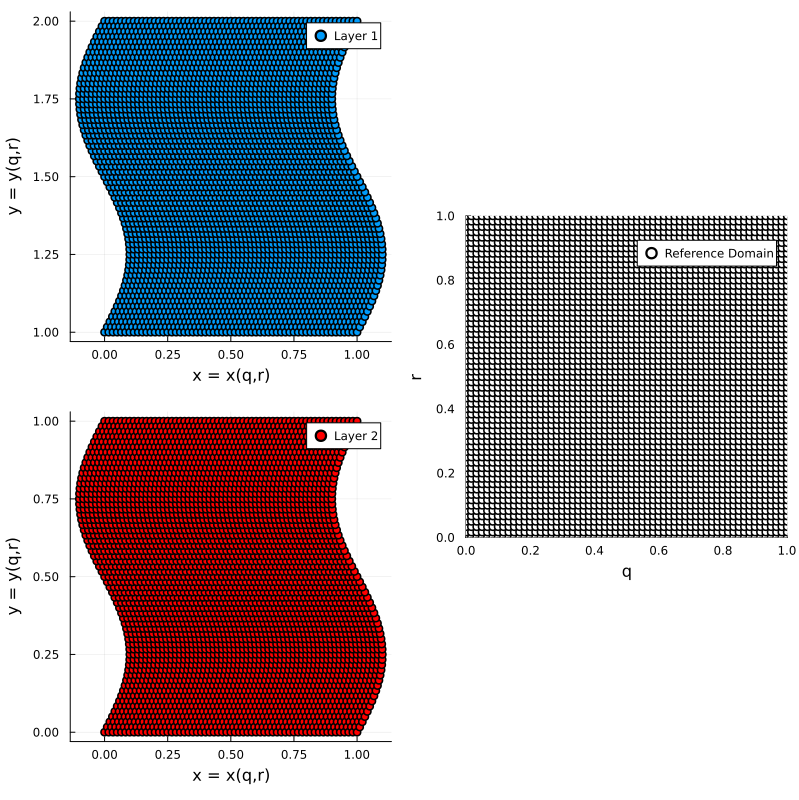 2.00
1.75
1.50
1.25
1.00
y = y(q,r)
Layer 1
0.00 0.25 0.50 0.75 1.00
x = x(q,r)
1.00
0.75
0.50
0.25
0.00
y = y(q,r)
Layer 2
0.00 0.25 0.50 0.75 1.00
x = x(q,r)
1.0
0.8
0.6
0.4
0.2
0.0
r
Reference Domain
0.0 0.2 0.4 0.6 0.8 1.0
q